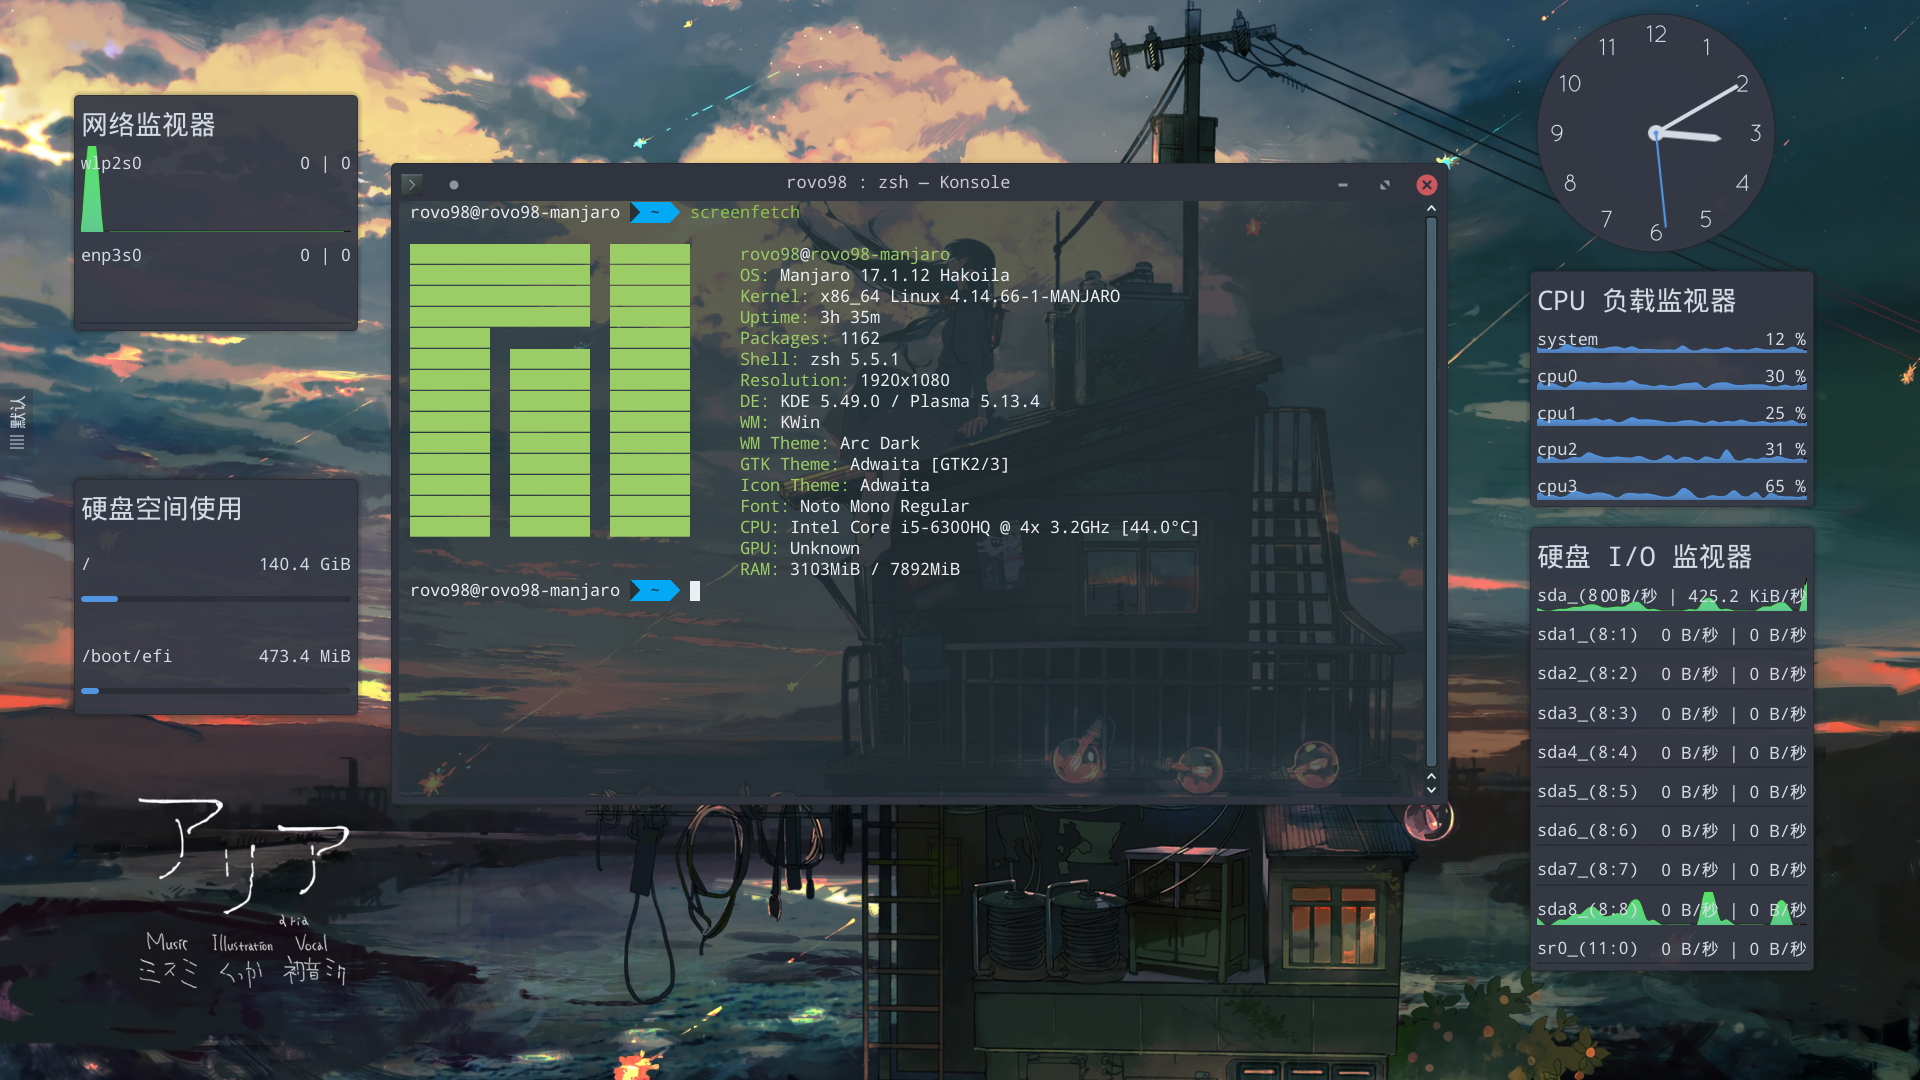 网络监视器
wlp2s0 0 | 0
enp3s0 0 | 0
默认
硬盘空间使用
/ 140.4 GiB
/boot/efi 473.4 MiB
アリア
aria
Music Illustration Vocal
ミスミ くっか 初音ミク
rovo98 : zsh — Konsole
rovo98@rovo98-manjaro ~ screenfetch
rovo98@rovo98-manjaro
OS: Manjaro 17.1.12 Hakoila
Kernel: x86_64 Linux 4.14.66-1-MANJARO
Uptime: 3h 35m
Packages: 1162
Shell: zsh 5.5.1
Resolution: 1920x1080
DE: KDE 5.49.0 / Plasma 5.13.4
WM: KWin
WM Theme: Arc Dark
GTK Theme: Adwaita [GTK2/3]
Icon Theme: Adwaita
Font: Noto Mono Regular
CPU: Intel Core i5-6300HQ @ 4x 3.2GHz [44.0°C]
GPU: Unknown
RAM: 3103MiB / 7892MiB
rovo98@rovo98-manjaro ~
12 1 2 3 4 5 6 7 8 9 10 11
CPU 负载监视器
system 12 %
cpu0 30 %
cpu1 25 %
cpu2 31 %
cpu3 65 %
硬盘 I/O 监视器
sda_(8:0) 0 B/秒 | 425.2 KiB/秒
sda1_(8:1) 0 B/秒 | 0 B/秒
sda2_(8:2) 0 B/秒 | 0 B/秒
sda3_(8:3) 0 B/秒 | 0 B/秒
sda4_(8:4) 0 B/秒 | 0 B/秒
sda5_(8:5) 0 B/秒 | 0 B/秒
sda6_(8:6) 0 B/秒 | 0 B/秒
sda7_(8:7) 0 B/秒 | 0 B/秒
sda8_(8:8) 0 B/秒 | 0 B/秒
sr0_(11:0) 0 B/秒 | 0 B/秒